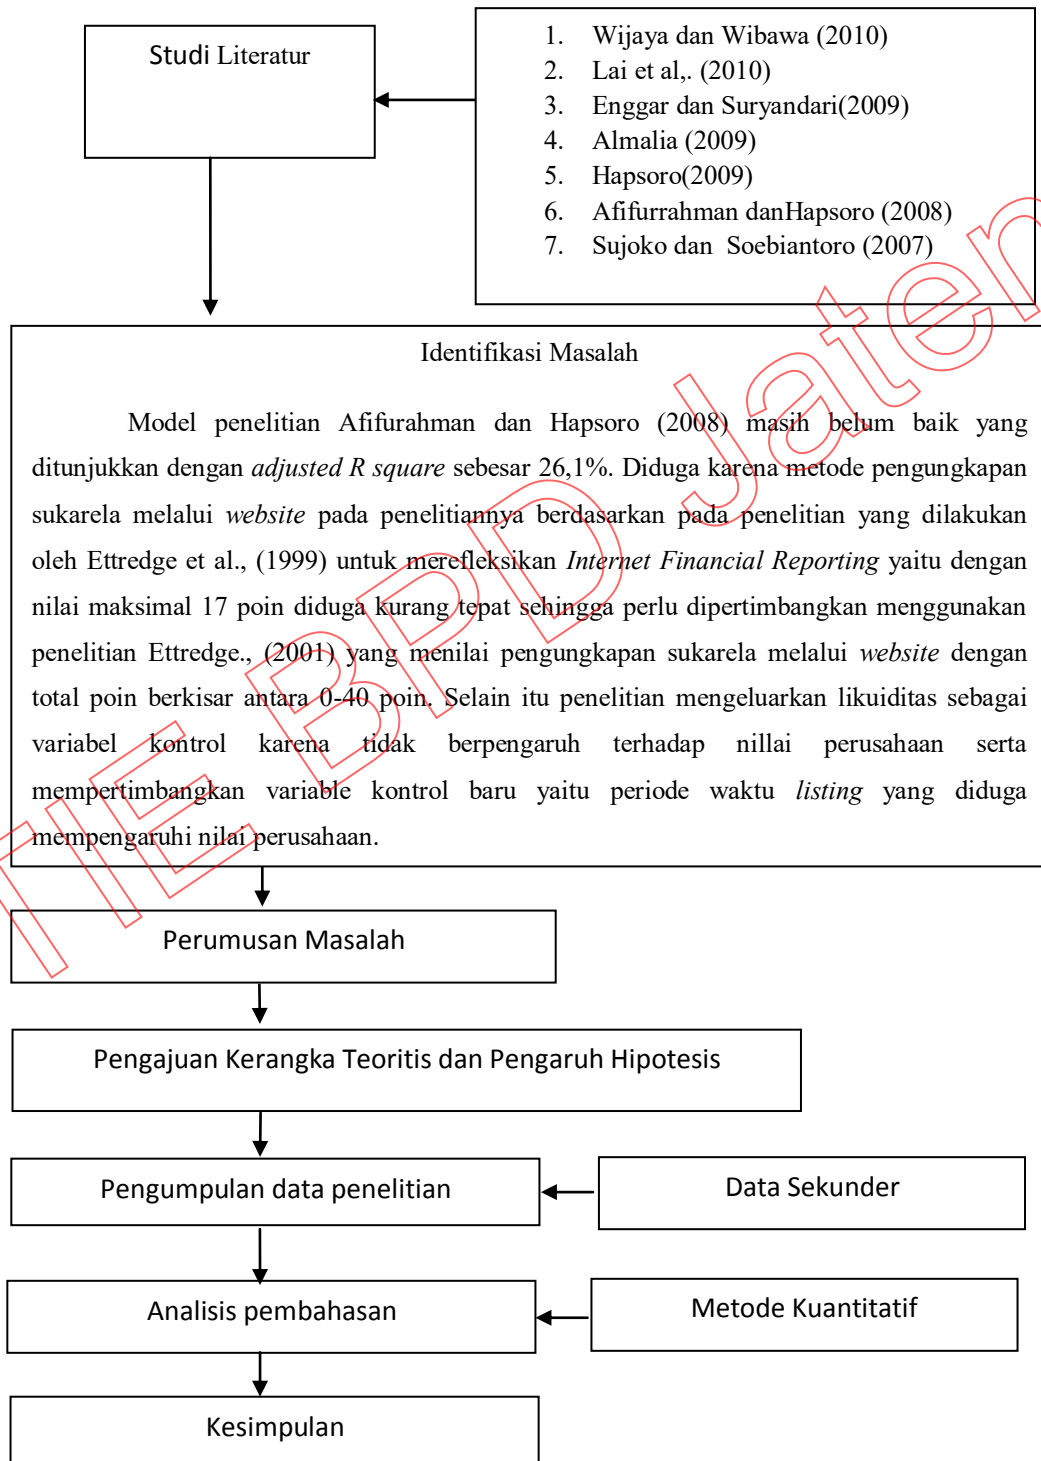 Studi Literatur
1. Wijaya dan Wibawa (2010)
2. Lai et al,. (2010)
3. Enggar dan Suryandari(2009)
4. Almalia (2009)
5. Hapsoro(2009)
6. Afifurrahman danHapsoro (2008)
7. Sujoko dan Soebiantoro (2007)
Identifikasi Masalah
Model penelitian Afifurahman dan Hapsoro (2008) masih belum baik yang
ditunjukkan dengan adjusted R square sebesar 26,1%. Diduga karena metode pengungkapan
sukarela melalui website pada penelitiannya berdasarkan pada penelitian yang dilakukan
oleh Ettredge et al., (1999) untuk merefleksikan Internet Financial Reporting yaitu dengan
nilai maksimal 17 poin diduga kurang tepat sehingga perlu dipertimbangkan menggunakan
penelitian Ettredge., (2001) yang menilai pengungkapan sukarela melalui website dengan
total poin berkisar antara 0-40 poin. Selain itu penelitian mengeluarkan likuiditas sebagai
variabel kontrol karena tidak berpengaruh terhadap nillai perusahaan serta
mempertimbangkan variable kontrol baru yaitu periode waktu listing yang diduga
mempengaruhi nilai perusahaan.
Perumusan Masalah
Pengajuan Kerangka Teoritis dan Pengaruh Hipotesis
Pengumpulan data penelitian
Data Sekunder
Analisis pembahasan
Metode Kuantitatif
Kesimpulan
TIE BPD Jaten